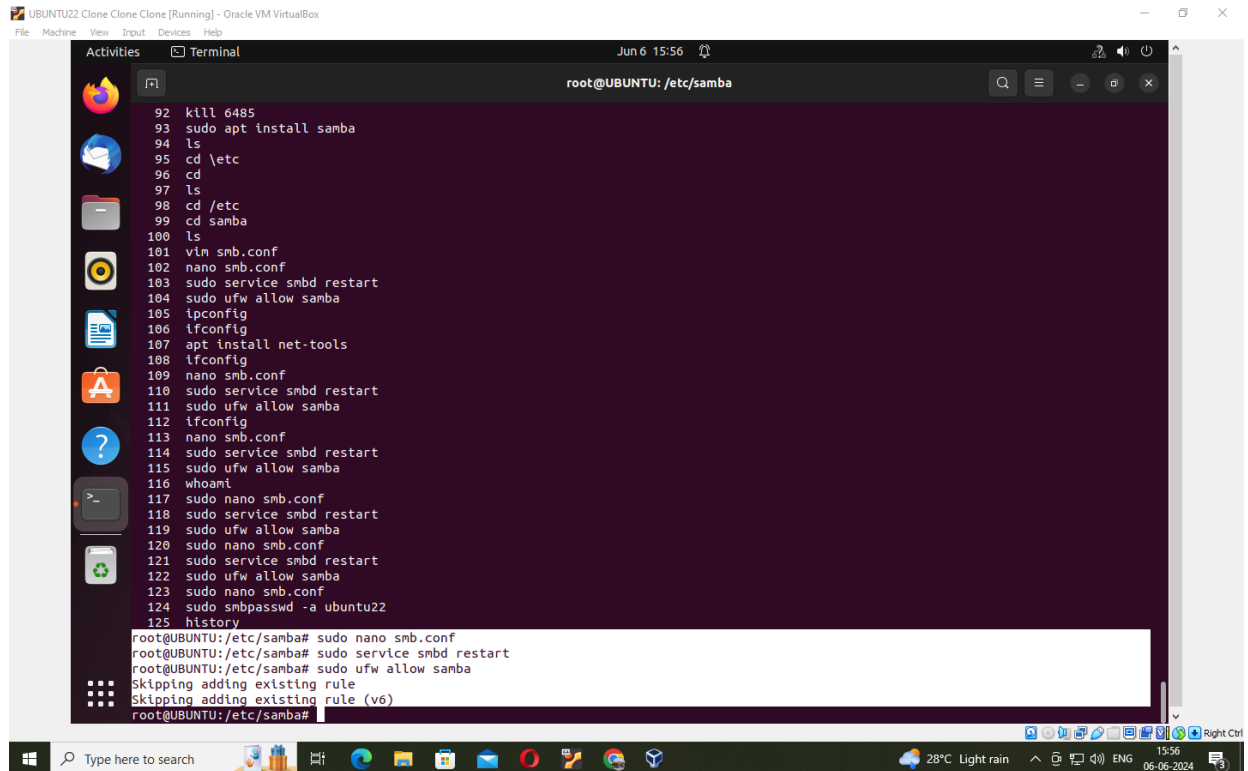 UBUNTU22 Clone Clone Clone [Running] - Oracle VM VirtualBox
File Machine View Input Devices Help
Activities Terminal Jun 6 15:56
root@UBUNTU: /etc/samba
92 kill 6485
93 sudo apt install samba
94 ls
95 cd \etc
96 cd
97 ls
98 cd /etc
99 cd samba
100 ls
101 vim smb.conf
102 nano smb.conf
103 sudo service smbd restart
104 sudo ufw allow samba
105 ipconfig
106 ifconfig
107 apt install net-tools
108 ifconfig
109 nano smb.conf
110 sudo service smbd restart
111 sudo ufw allow samba
112 ifconfig
113 nano smb.conf
114 sudo service smbd restart
115 sudo ufw allow samba
116 whoami
117 sudo nano smb.conf
118 sudo service smbd restart
119 sudo ufw allow samba
120 sudo nano smb.conf
121 sudo service smbd restart
122 sudo ufw allow samba
123 sudo nano smb.conf
124 sudo smbpasswd -a ubuntu22
125 history
root@UBUNTU:/etc/samba# sudo nano smb.conf
root@UBUNTU:/etc/samba# sudo service smbd restart
root@UBUNTU:/etc/samba# sudo ufw allow samba
Skipping adding existing rule
Skipping adding existing rule (v6)
root@UBUNTU:/etc/samba#
Right Ctrl
Type here to search 28°C Light rain ENG 15:56
06-06-2024 3